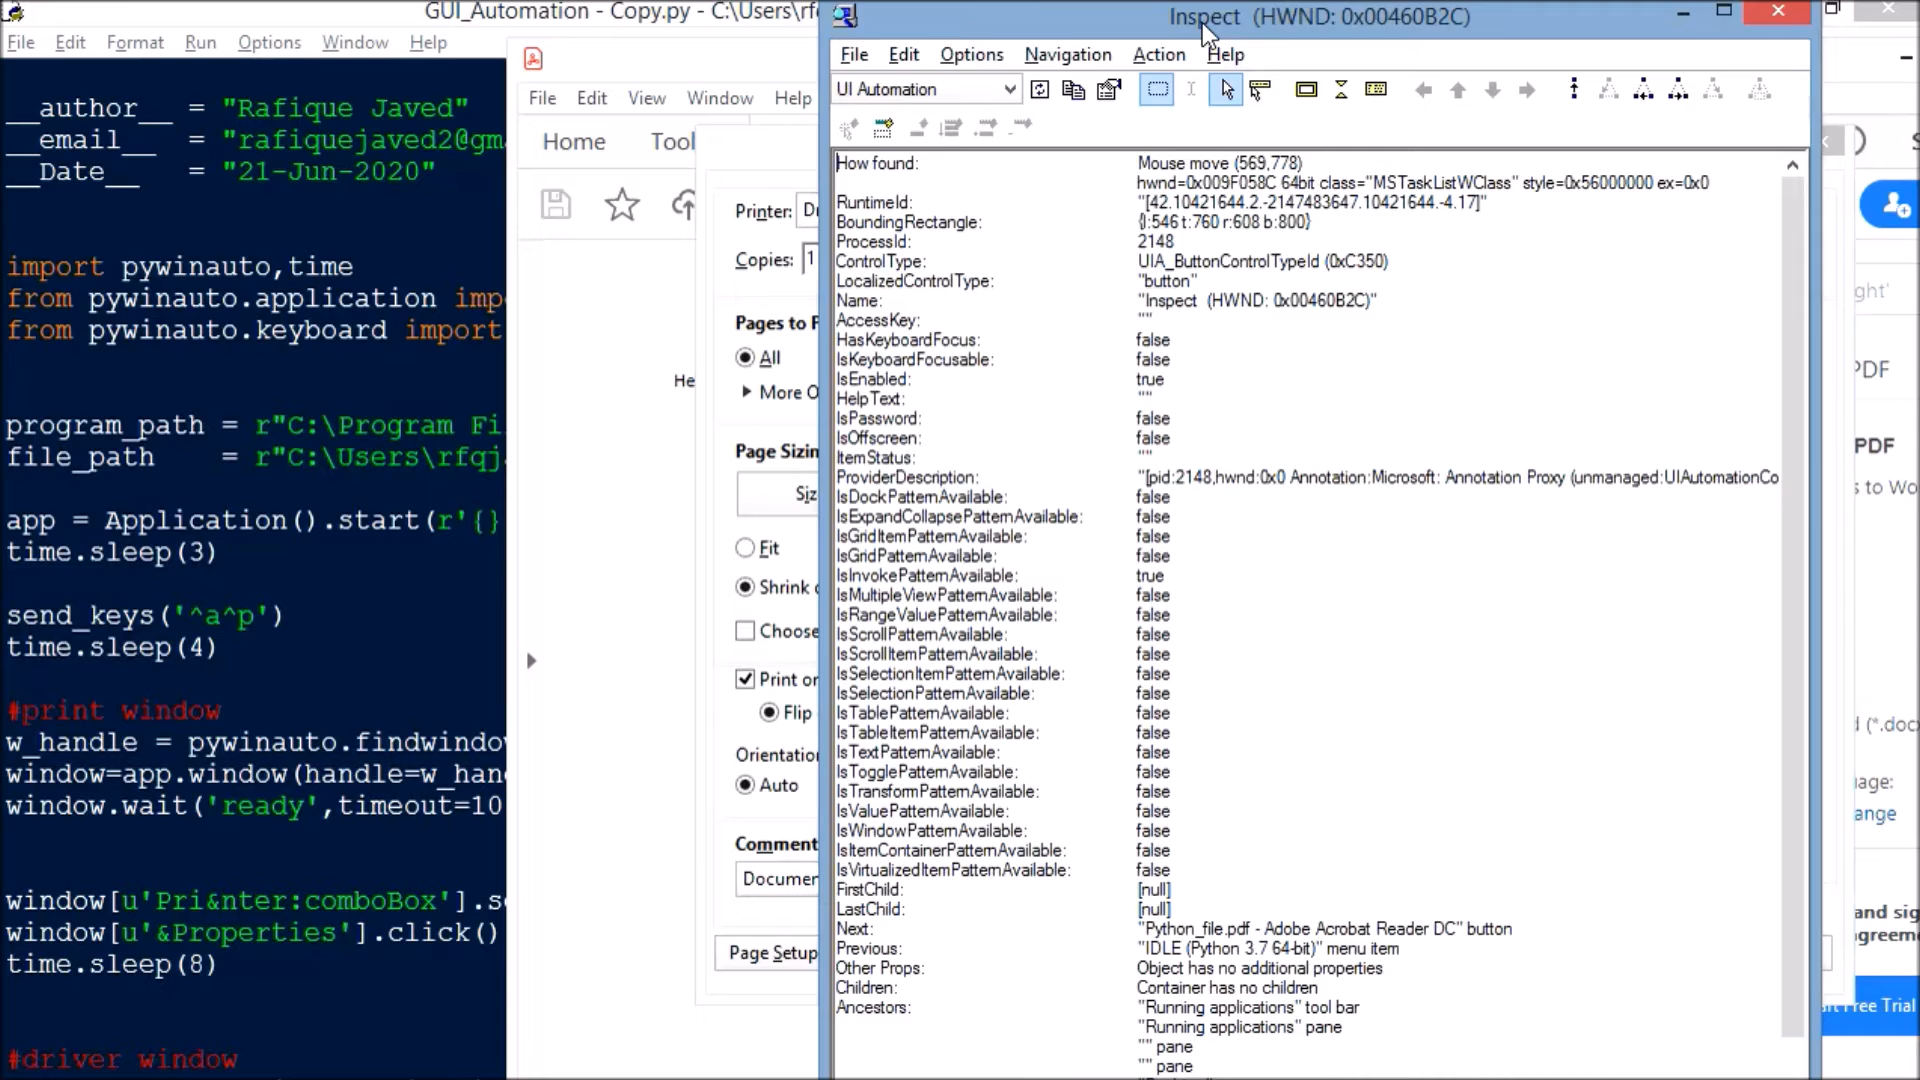 GUI_Automation - Copy.py - C:\Users\rf
File Edit Format Run Options Window Help
__author__ = "Rafique Javed"
__email__ = "rafiquejaved2@gm
__Date__ = "21-Jun-2020"
import pywinauto,time
from pywinauto.application imp
from pywinauto.keyboard import
program_path = r"C:\Program Fi
file_path = r"C:\Users\rfqj
app = Application().start(r'{}
time.sleep(3)
send_keys('^a^p')
time.sleep(4)
#print window
w_handle = pywinauto.findwindow
window=app.window(handle=w_han
window.wait('ready',timeout=10
window[u'Pri&nter:comboBox'].s
window[u'&Properties'].click()
time.sleep(8)
#driver window
File Edit View Window Help
Home Tool
Printer: D
Copies: 1
Pages to P
All
He
More O
Page Sizin
Siz
Fit
Shrink
Choose
Print on
Flip
Orientatio
Auto
Comment
Documen
Page Setup
Inspect (HWND: 0x00460B2C)
File Edit Options Navigation Action Help
UI Automation
How found: Mouse move (569,778)
hwnd=0x009F058C 64bit class="MSTaskListWClass" style=0x56000000 ex=0x0
RuntimeId: "[42.10421644.2.-2147483647.10421644.-4.17]"
BoundingRectangle: {l:546 t:760 r:608 b:800}
ProcessId: 2148
ControlType: UIA_ButtonControlTypeId (0xC350)
LocalizedControlType: "button"
Name: "Inspect (HWND: 0x00460B2C)"
AccessKey: ""
HasKeyboardFocus: false
IsKeyboardFocusable: false
IsEnabled: true
HelpText: ""
IsPassword: false
IsOffscreen: false
ItemStatus: ""
ProviderDescription: "[pid:2148,hwnd:0x0 Annotation:Microsoft: Annotation Proxy (unmanaged:UIAutomationCo
IsDockPatternAvailable: false
IsExpandCollapsePatternAvailable: false
IsGridItemPatternAvailable: false
IsGridPatternAvailable: false
IsInvokePatternAvailable: true
IsMultipleViewPatternAvailable: false
IsRangeValuePatternAvailable: false
IsScrollPatternAvailable: false
IsScrollItemPatternAvailable: false
IsSelectionItemPatternAvailable: false
IsSelectionPatternAvailable: false
IsTablePatternAvailable: false
IsTableItemPatternAvailable: false
IsTextPatternAvailable: false
IsTogglePatternAvailable: false
IsTransformPatternAvailable: false
IsValuePatternAvailable: false
IsWindowPatternAvailable: false
IsItemContainerPatternAvailable: false
IsVirtualizedItemPatternAvailable: false
FirstChild: [null]
LastChild: [null]
Next: "Python_file.pdf - Adobe Acrobat Reader DC" button
Previous: "IDLE (Python 3.7 64-bit)" menu item
Other Props: Object has no additional properties
Children: Container has no children
Ancestors: "Running applications" tool bar
"Running applications" pane
"" pane
"" pane
ght'
PDF
PDF
s to Wo
d (*.doc
age:
ange
and sig
agreeme
art Free Trial